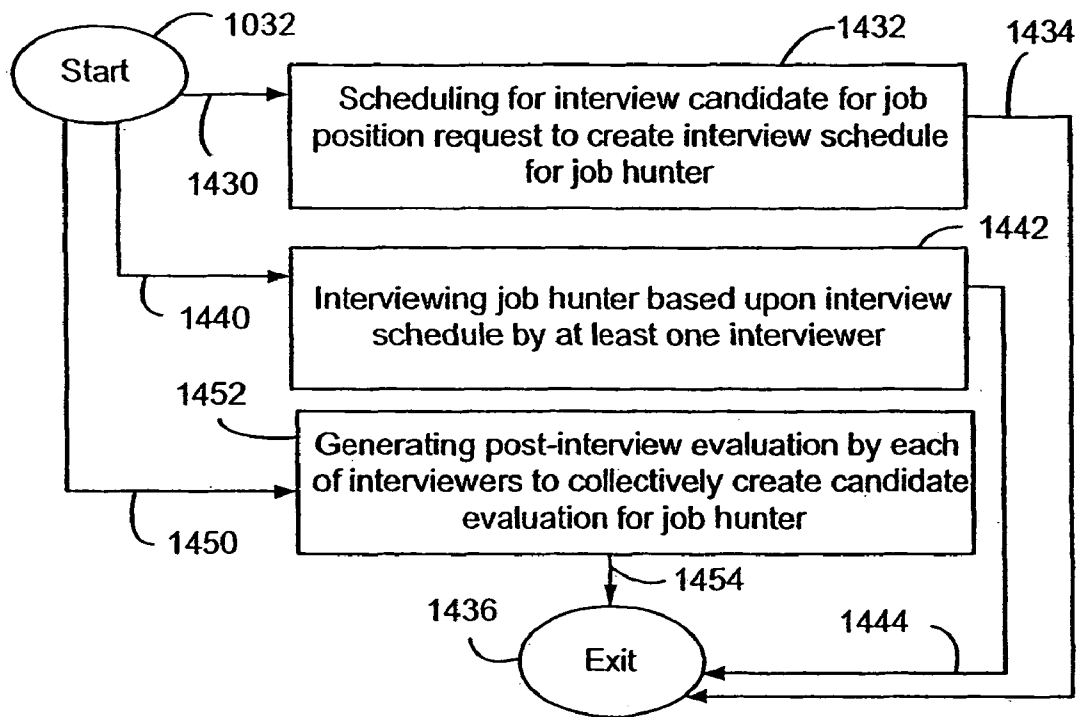 1032
Start
1432
1434
Scheduling for interview candidate for job
position request to create interview schedule
for job hunter
1430
1442
Interviewing job hunter based upon interview
schedule by at least one interviewer
1440
1452
Generating post-interview evaluation by each
of interviewers to collectively create candidate
evaluation for job hunter
1450
1454
1436
Exit
1444